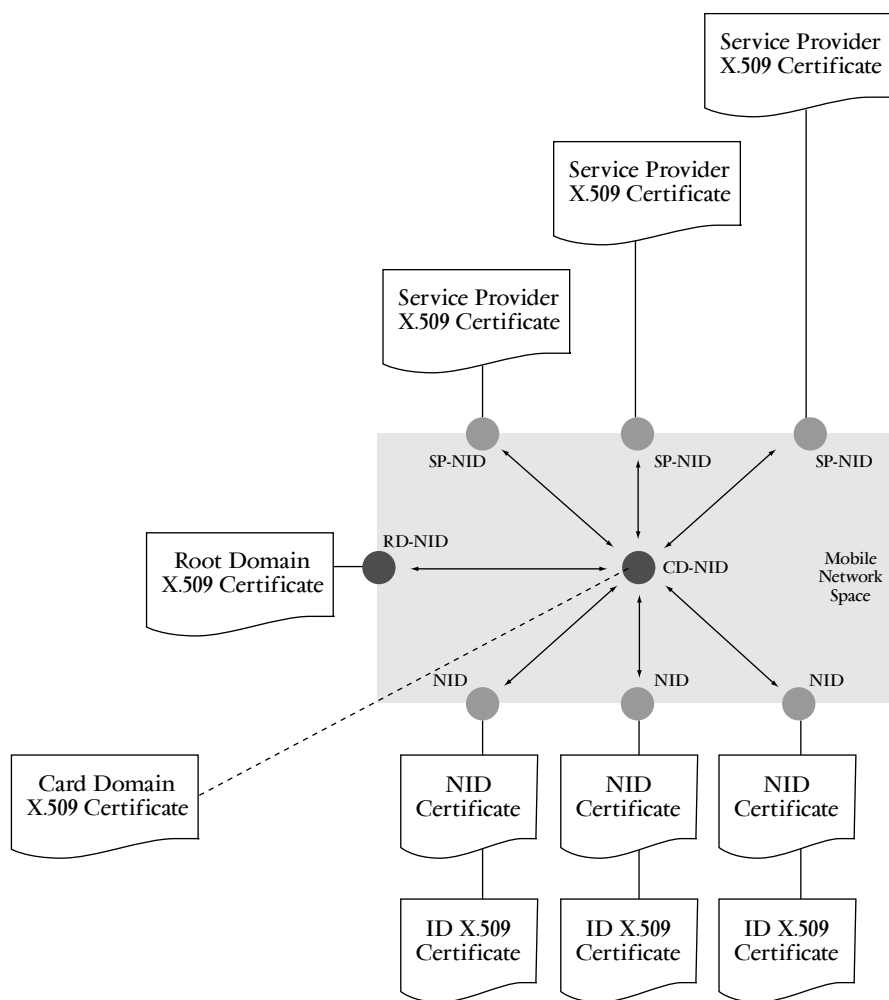 Service Provider
X.509 Certificate
Service Provider
X.509 Certificate
Service Provider
X.509 Certificate
SP-NID
SP-NID
SP-NID
RD-NID
Root Domain
X.509 Certificate
CD-NID
Mobile
Network
Space
NID
NID
NID
Card Domain
X.509 Certificate
NID
Certificate
NID
Certificate
NID
Certificate
ID X.509
Certificate
ID X.509
Certificate
ID X.509
Certificate